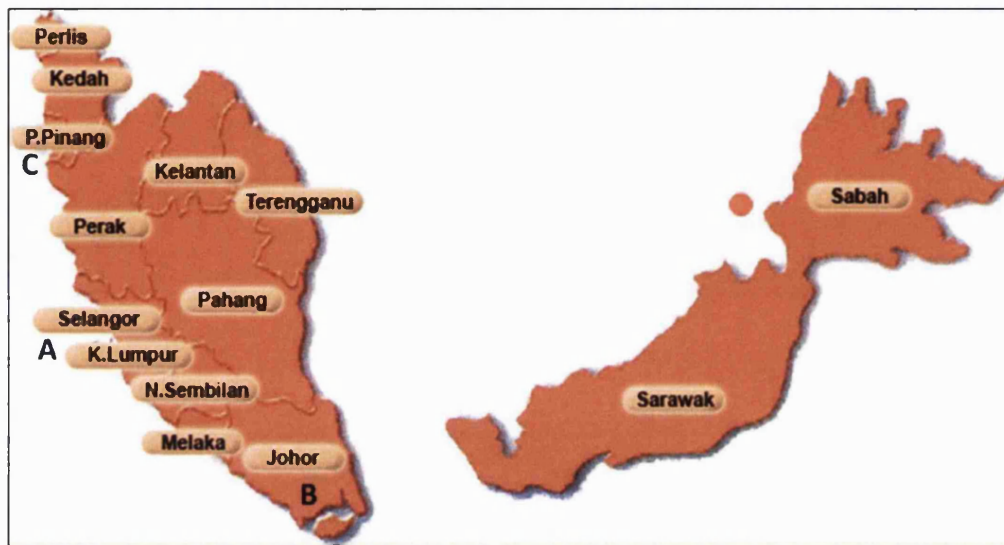 Perlis
Kedah
P.Pinang
C
Kelantan
Terengganu
Perak
Pahang
Selangor
A
K.Lumpur
N.Sembilan
Melaka
Johor
B
Sabah
Sarawak